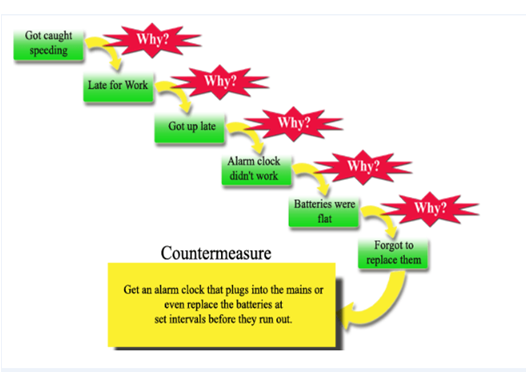 Got caught
speeding
Why?
Late for Work
Why?
Got up late
Why?
Alarm clock
didn't work
Why?
Batteries were
flat
Why?
Forgot to
replace them
Countermeasure
Get an alarm clock that plugs into the mains or
even replace the batteries at
set intervals before they run out.